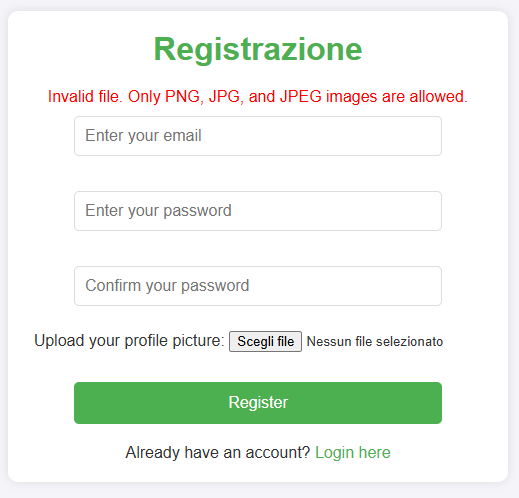 Registrazione
Invalid file. Only PNG, JPG, and JPEG images are allowed.
Enter your email
Enter your password
Confirm your password
Upload your profile picture: Scegli file Nessun file selezionato
Register
Already have an account? Login here